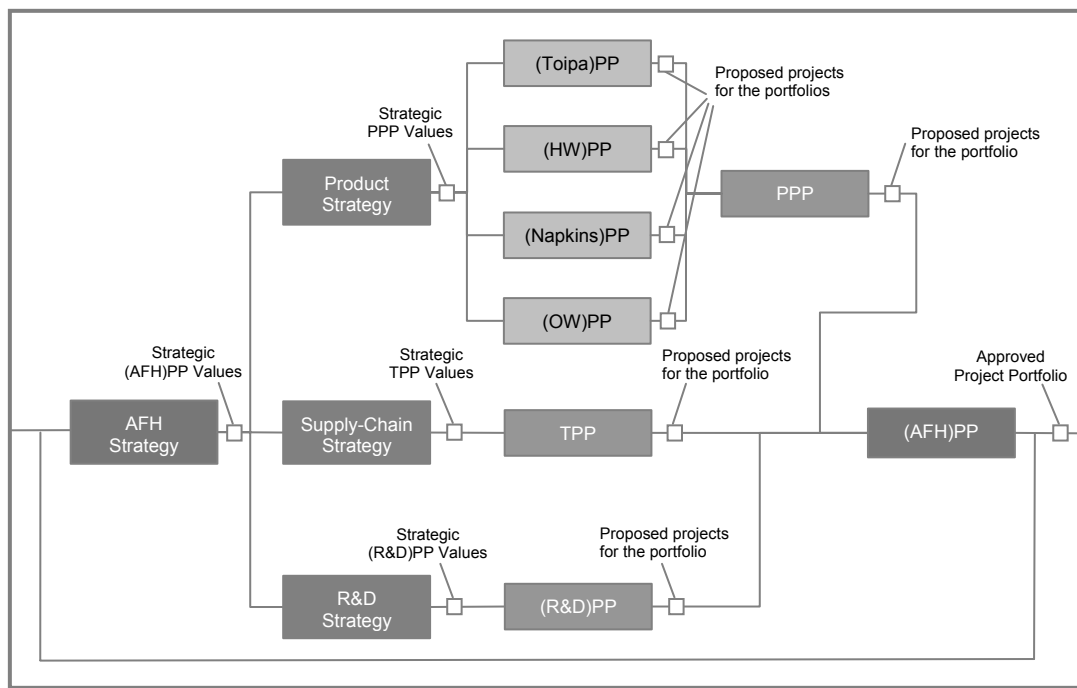 (Toipa)PP
Proposed projects
for the portfolios
Strategic
PPP Values
(HW)PP
Proposed projects
for the portfolio
Product
Strategy
PPP
(Napkins)PP
(OW)PP
Strategic
(AFH)PP Values
Strategic
TPP Values
Proposed projects
for the portfolio
Approved
Project Portfolio
AFH
Strategy
Supply-Chain
Strategy
TPP
(AFH)PP
Strategic
(R&D)PP Values
Proposed projects
for the portfolio
R&D
Strategy
(R&D)PP